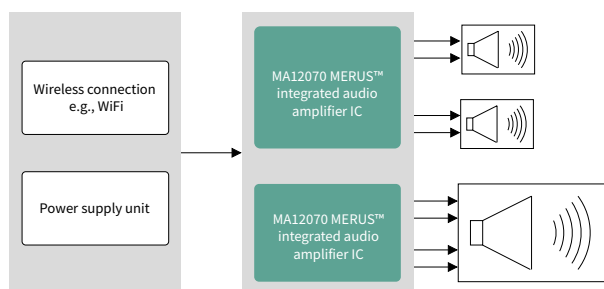 Wireless connection
e.g., WiFi
Power supply unit
MA12070 MERUS™
integrated audio
amplifier IC
MA12070 MERUS™
integrated audio
amplifier IC